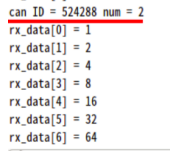 can ID = 524288 num = 2
rx_data[0] = 1
rx_data[1] = 2
rx_data[2] = 4
rx_data[3] = 8
rx_data[4] = 16
rx_data[5] = 32
rx_data[6] = 64